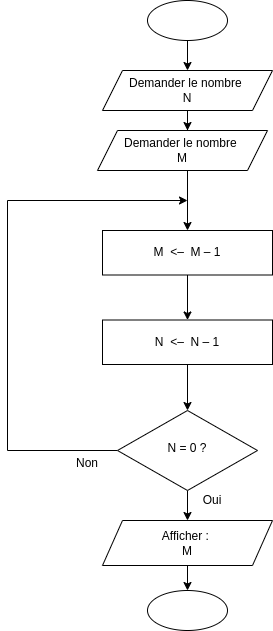 Demander le nombre
N
Demander le nombre
M
M <– M – 1
N <– N – 1
N = 0 ?
Non
Oui
Afficher :
M